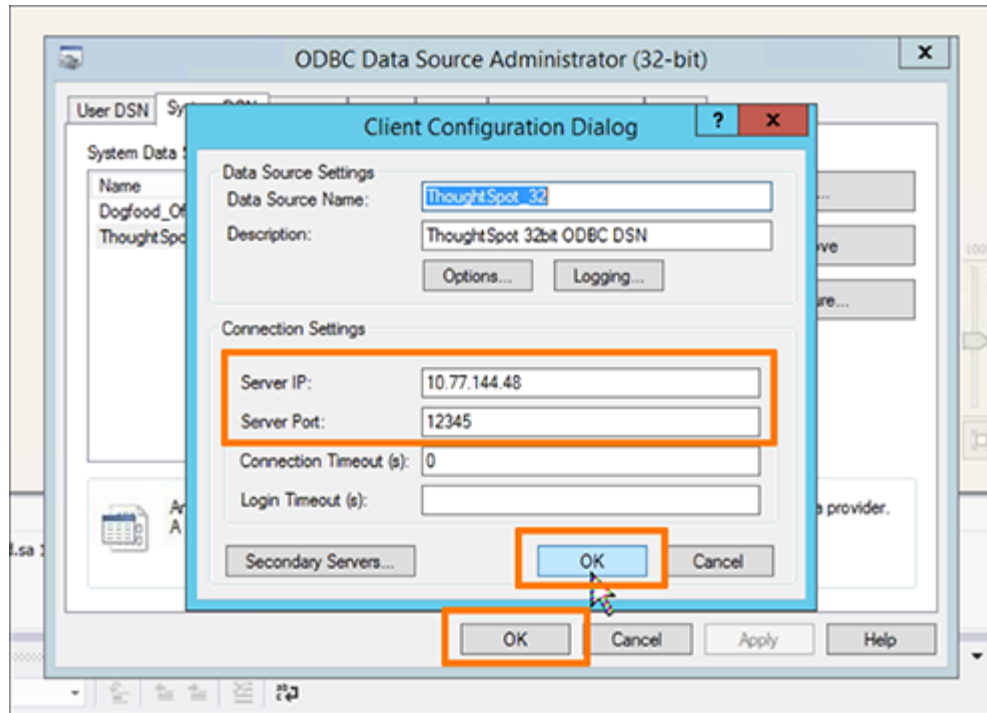 ODBC Data Source Administrator (32-bit)
User DSN
Client Configuration Dialog
System Data
Name
Dogfood_Of
ThoughtSpo
Data Source Settings
Data Source Name: ThoughtSpot_32
Description: ThoughtSpot 32bit ODBC DSN
Options... Logging...
Connection Settings
Server IP: 10.77.144.48
Server Port: 12345
Connection Timeout (s): 0
Login Timeout (s):
a provider.
Secondary Servers... OK Cancel
OK Cancel Apply Help